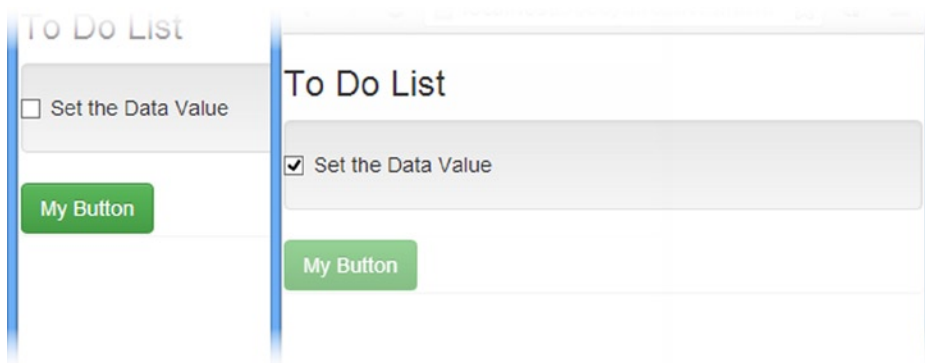 To Do List
Set the Data Value
My Button
To Do List
Set the Data Value
My Button